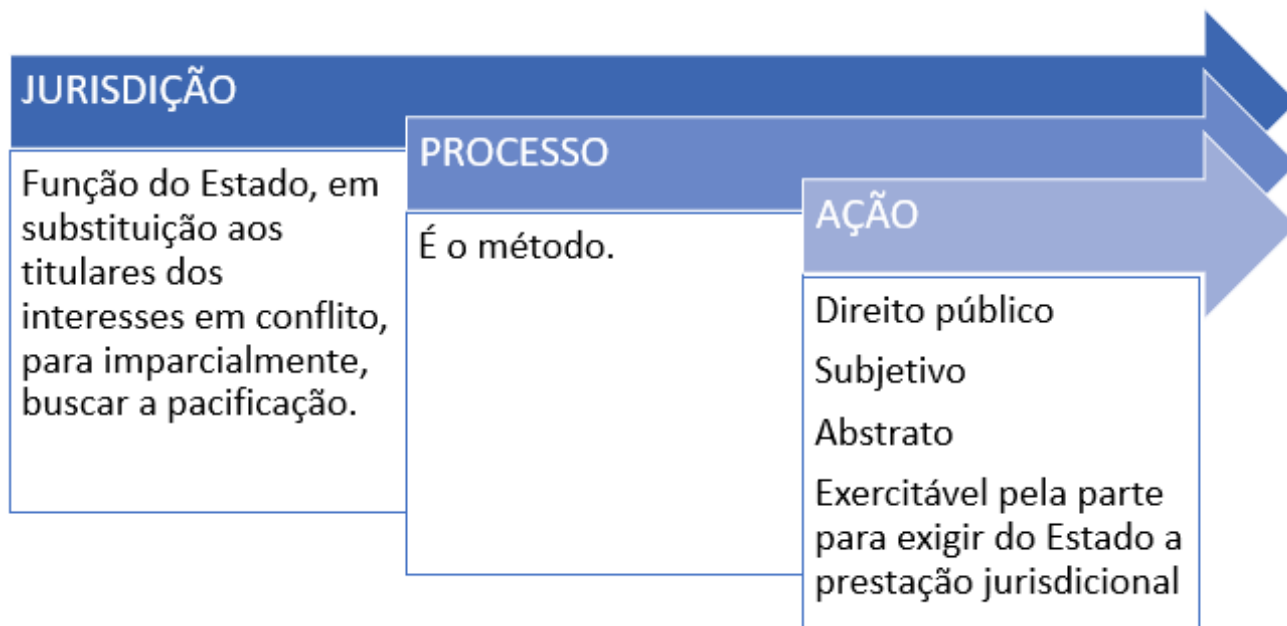 JURISDIÇÃO
Função do Estado, em
substituição aos
titulares dos
interesses em conflito,
para imparcialmente,
buscar a pacificação.
PROCESSO
É o método.
AÇÃO
Direito público
Subjetivo
Abstrato
Exercitável pela parte
para exigir do Estado a
prestação jurisdicional